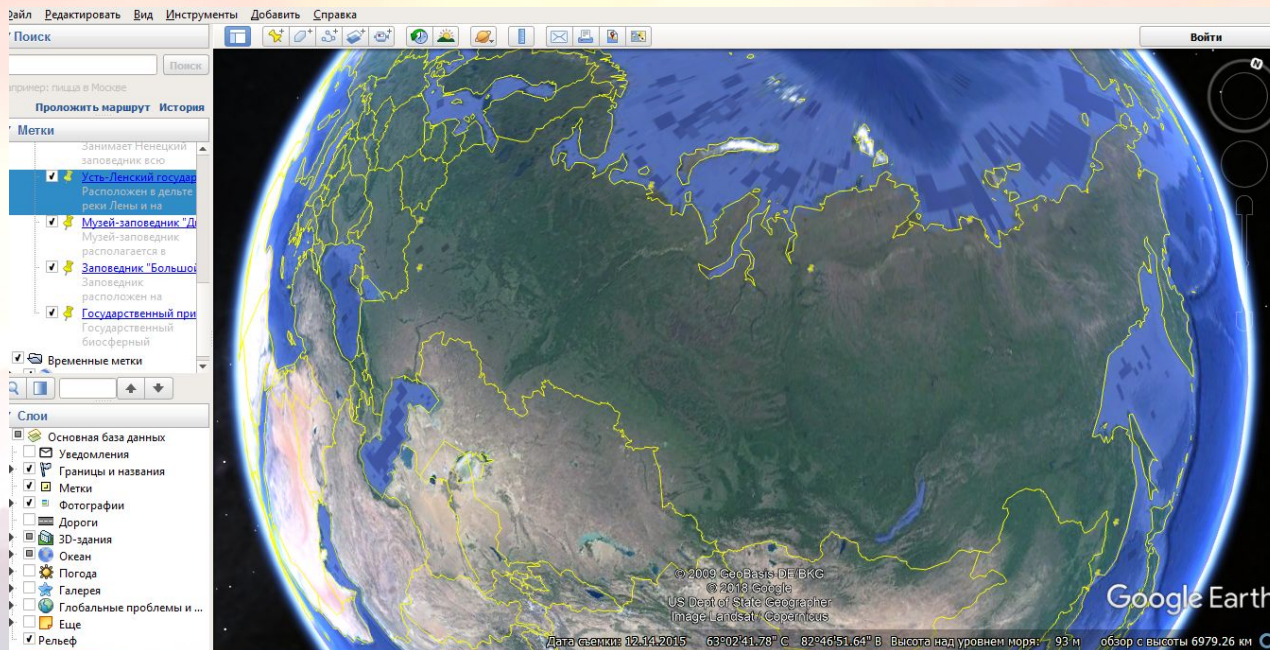 Файл Редактировать Вид Инструменты Добавить Справка
Поиск
Войти
Поиск
например: пицца в Москве
Проложить маршрут История
Метки
Занимает Ненецкий
заповедник всю
Усть-Ленский государ
Расположен в дельте
реки Лены и на
Музей-заповедник "Ди
Музей-заповедник
располагается в
Заповедник "Большой
Заповедник
расположен на
Государственный при
Государственный
биосферный
Временные метки
Слои
Основная база данных
Уведомления
Границы и названия
Метки
Фотографии
Дороги
3D-здания
Океан
Погода
Галерея
Глобальные проблемы и ...
Еще
Рельеф
N
© 2009 GeoBasis-DE/BKG
© 2018 Google
US Dept of State Geographer
Image Landsat / Copernicus
Google Earth
Дата съемки: 12.14.2015 63°02'41.78" С 82°46'51.64" В Высота над уровнем моря: 93 м обзор с высоты 6979.26 км